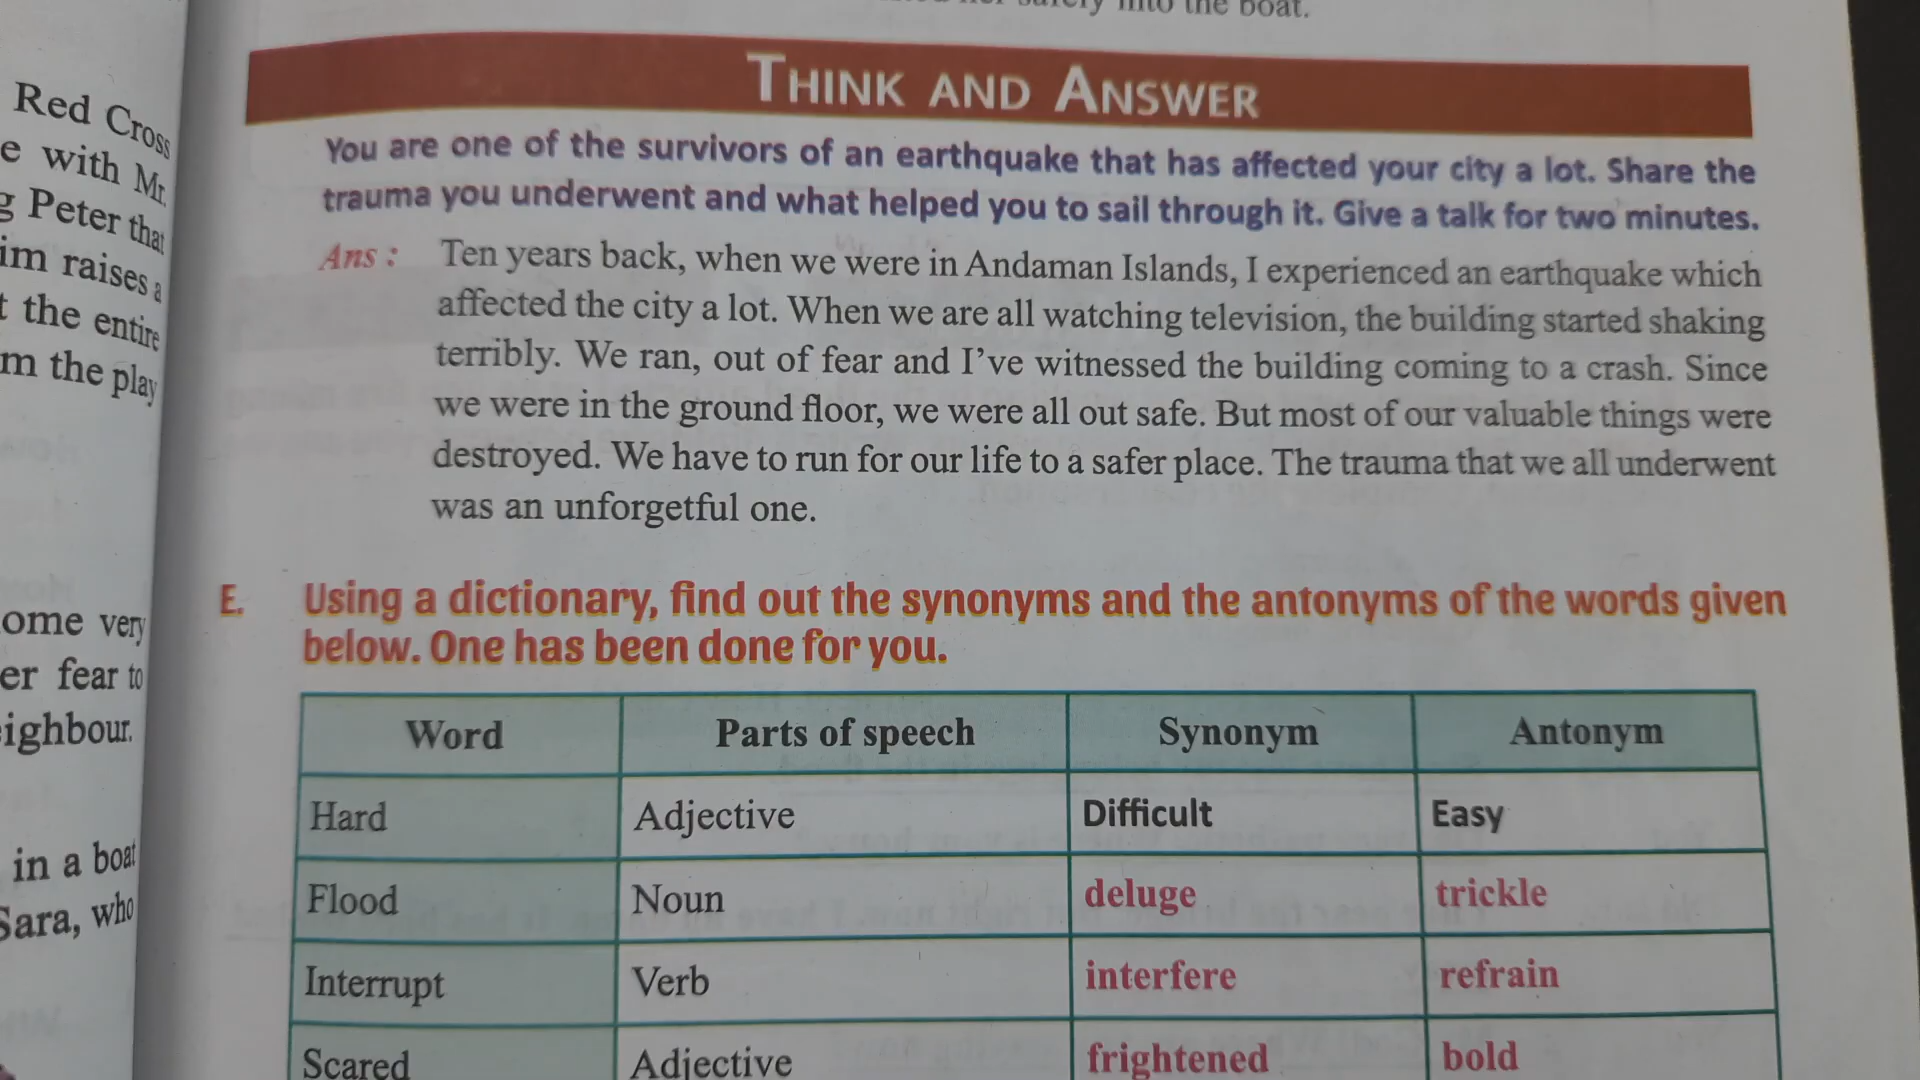 Red Cross
e with Mr.
g Peter that
im raises a
t the entire
m the play
ome very
er fear to
ighbour.
in a boat
Sara, who
safely into the boat.
THINK AND ANSWER
You are one of the survivors of an earthquake that has affected your city a lot. Share the
trauma you underwent and what helped you to sail through it. Give a talk for two minutes.
Ans : Ten years back, when we were in Andaman Islands, I experienced an earthquake which
affected the city a lot. When we are all watching television, the building started shaking
terribly. We ran, out of fear and I've witnessed the building coming to a crash. Since
we were in the ground floor, we were all out safe. But most of our valuable things were
destroyed. We have to run for our life to a safer place. The trauma that we all underwent
was an unforgetful one.
E. Using a dictionary, find out the synonyms and the antonyms of the words given
below. One has been done for you.
Word Parts of speech Synonym Antonym
Hard Adjective Difficult Easy
Flood Noun deluge trickle
Interrupt Verb interfere refrain
Scared Adjective frightened bold